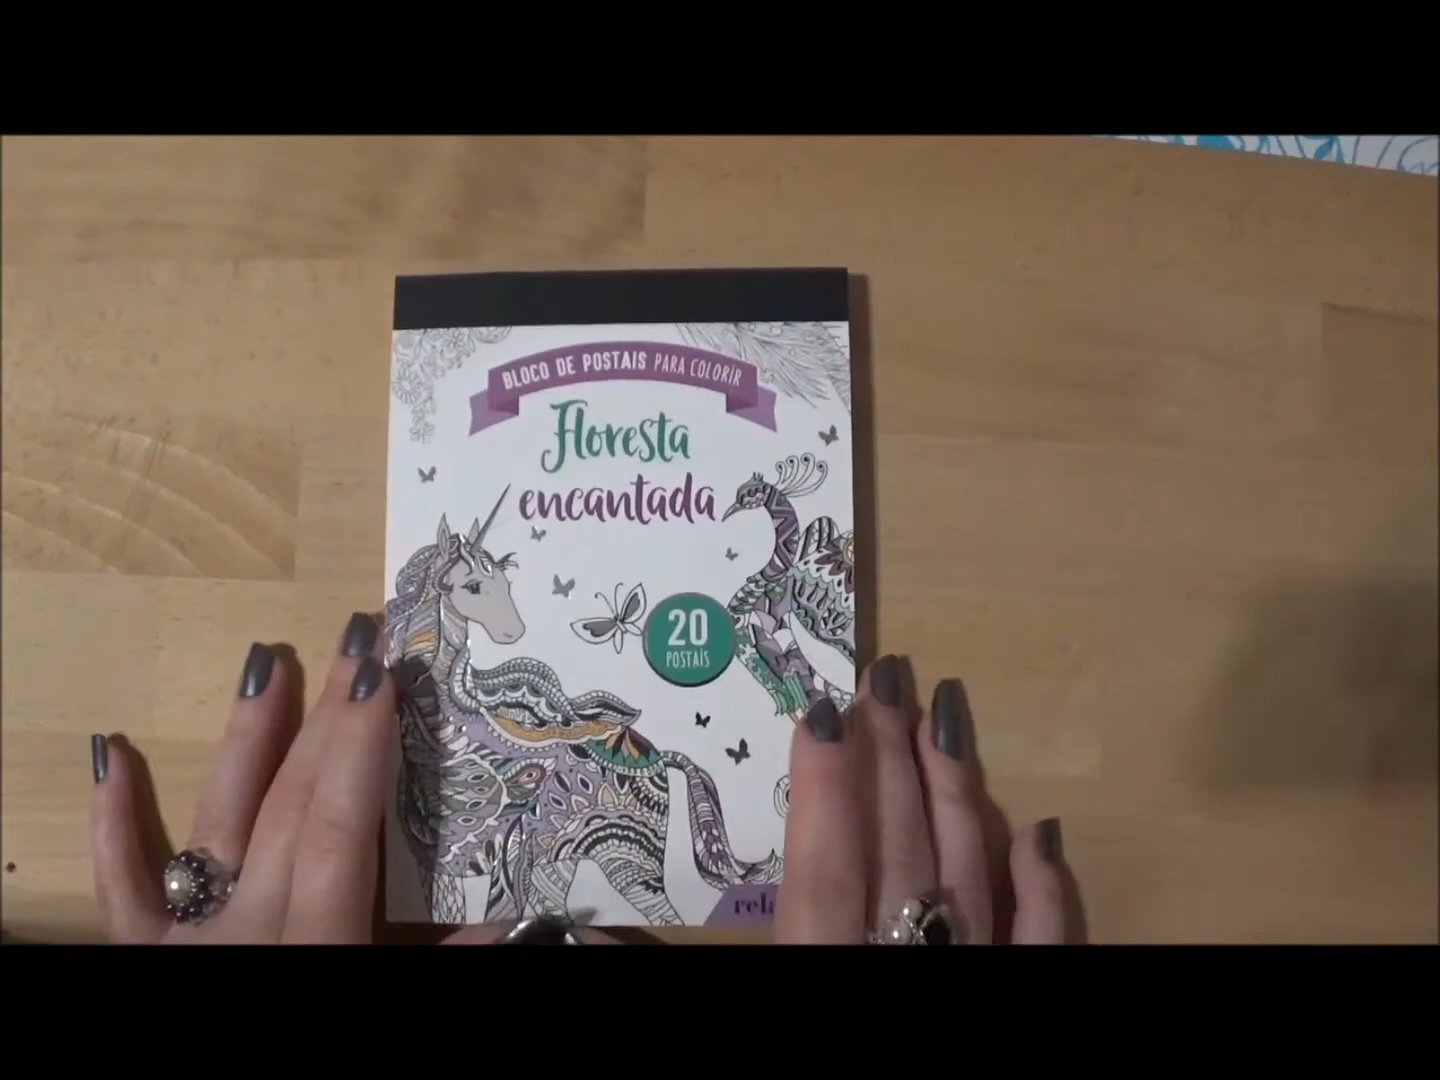 BLOCO DE POSTAIS PARA COLORIR
Floresta
encantada
20
POSTAIS